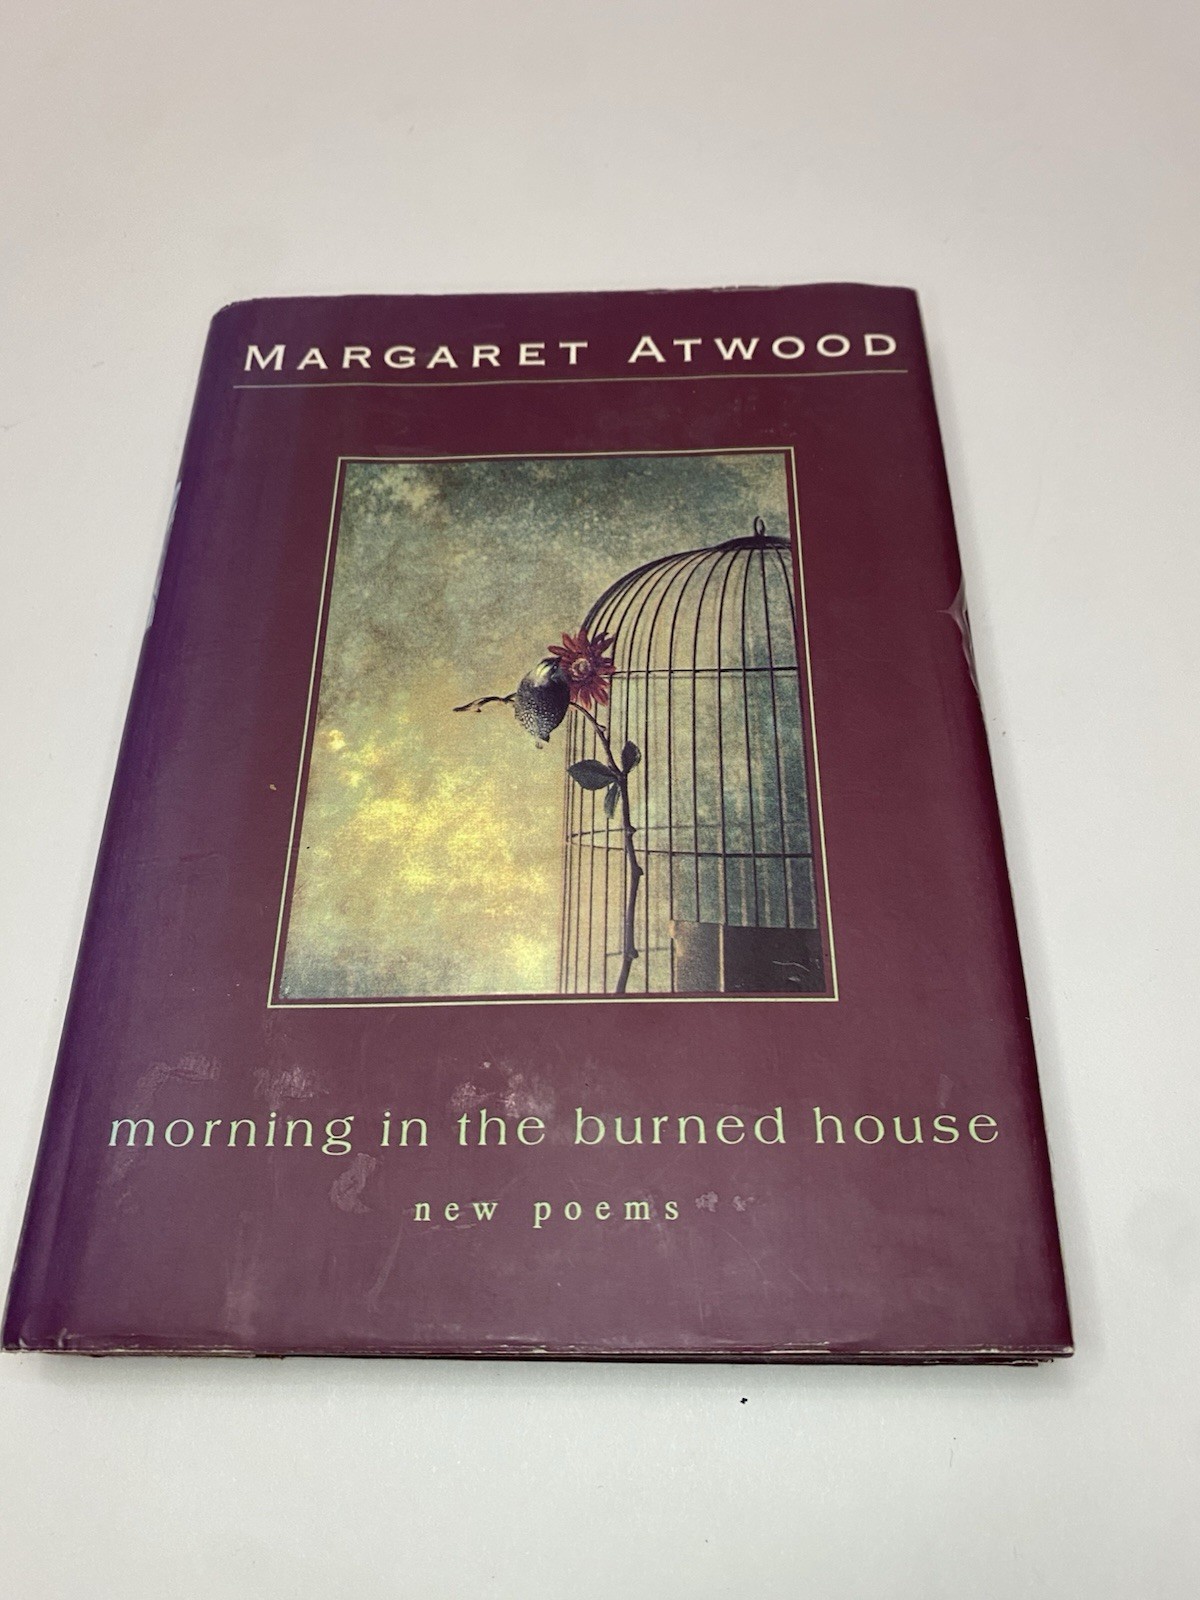 MARGARET ATWOOD
morning in the burned house
new poems